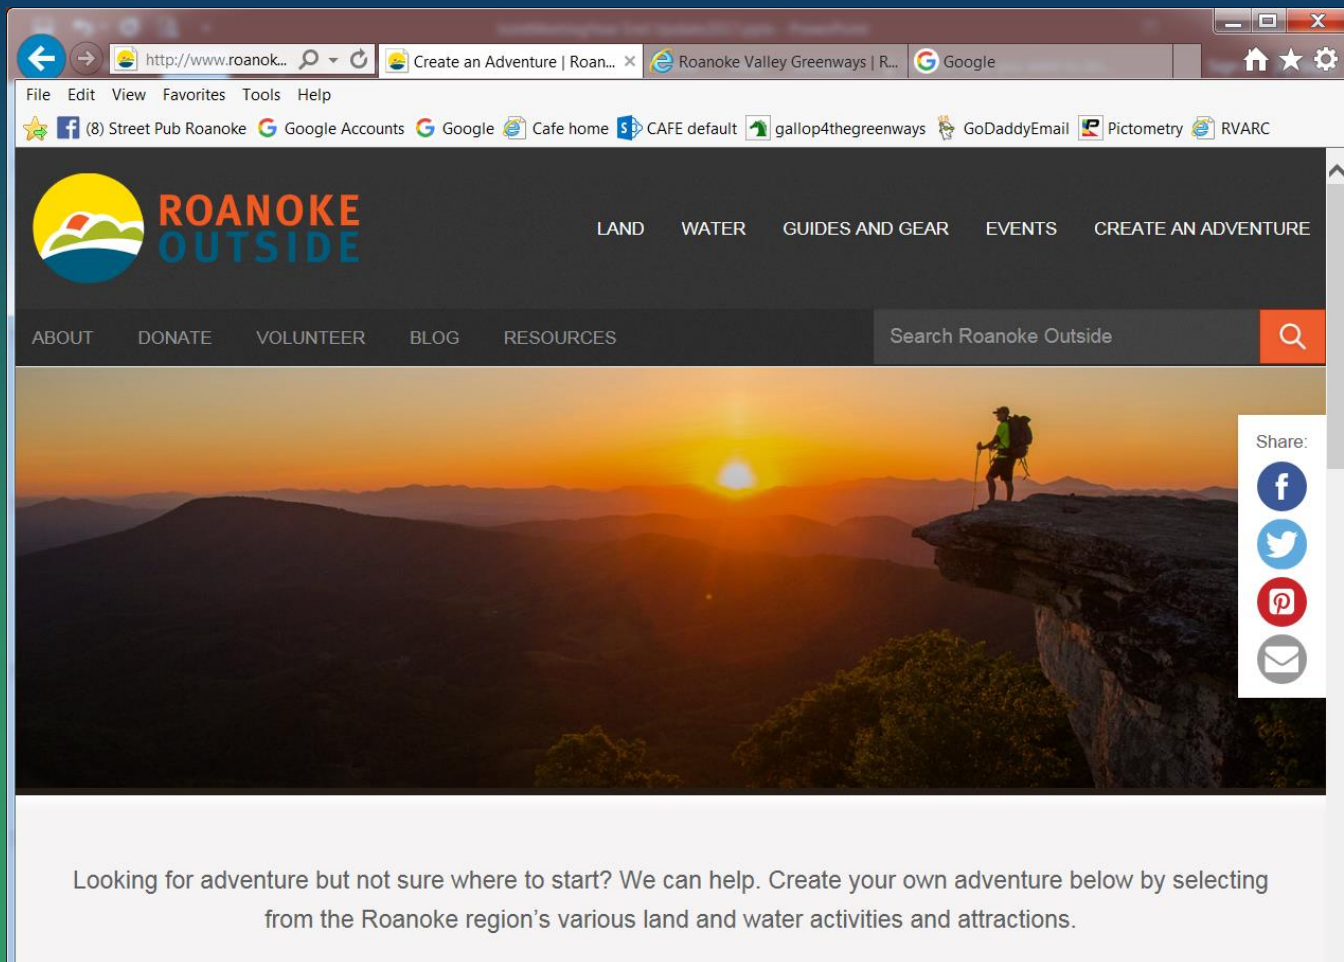 http://www.roanok...
Create an Adventure | Roan...
Roanoke Valley Greenways | R...
Google
File Edit View Favorites Tools Help
(8) Street Pub Roanoke Google Accounts Google Cafe home CAFE default gallop4thegreenways GoDaddyEmail Pictometry RVARC
ROANOKE
OUTSIDE
LAND WATER GUIDES AND GEAR EVENTS CREATE AN ADVENTURE
ABOUT DONATE VOLUNTEER BLOG RESOURCES
Search Roanoke Outside
Share:
Looking for adventure but not sure where to start? We can help. Create your own adventure below by selecting
from the Roanoke region’s various land and water activities and attractions.